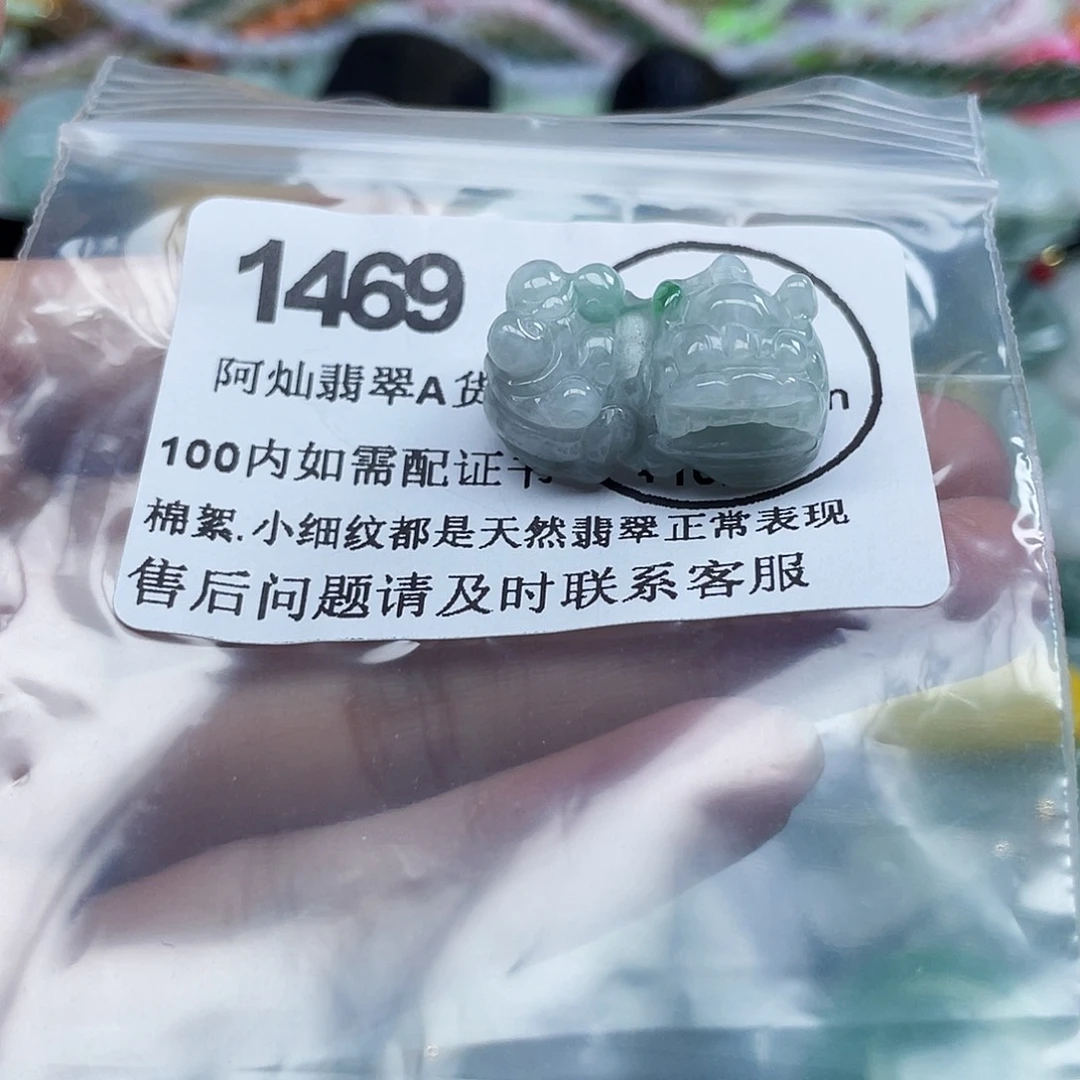 1469
阿灿翡翠A货
100内如需配证书
棉絮.小细纹都是天然翡翠正常表现
售后问题请及时联系客服